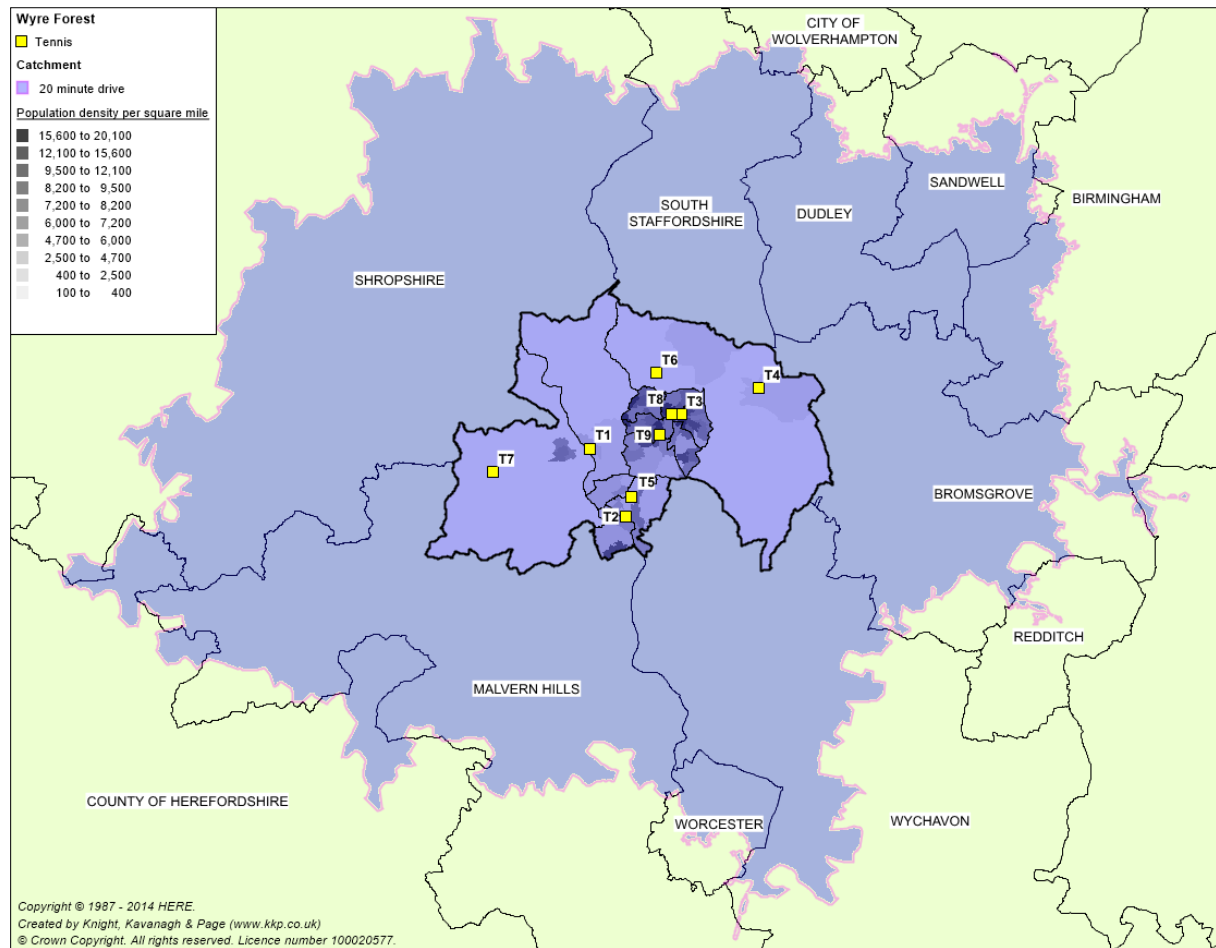 Wyre Forest
Tennis
Catchment
20 minute drive
Population density per square mile
15,600 to 20,100
12,100 to 15,600
9,500 to 12,100
8,200 to 9,500
7,200 to 8,200
6,000 to 7,200
4,700 to 6,000
2,500 to 4,700
400 to 2,500
100 to 400
CITY OF
WOLVERHAMPTON
SANDWELL
BIRMINGHAM
SOUTH
STAFFORDSHIRE
DUDLEY
SHROPSHIRE
T6
T4
T8
T3
T1
T9
T7
T5
T2
BROMSGROVE
REDDITCH
MALVERN HILLS
COUNTY OF HEREFORDSHIRE
WORCESTER
WYCHAVON
Copyright © 1987 - 2014 HERE.
Created by Knight, Kavanagh & Page (www.kkp.co.uk)
© Crown Copyright. All rights reserved. Licence number 100020577.